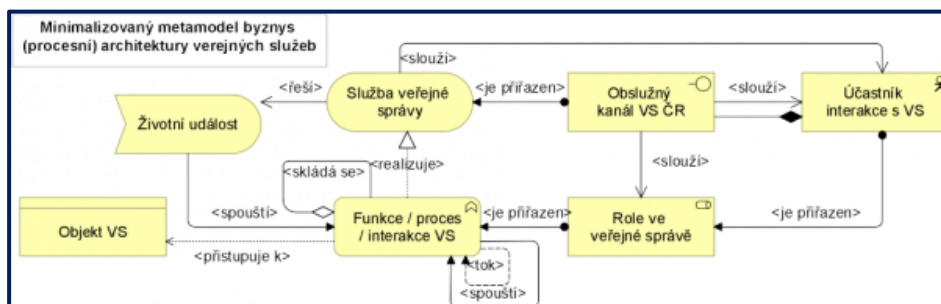 Minimalizovaný metamodel byznys
(procesní) architektury verejných služeb
<slouží>
<řeší>
Služba veřejné
správy
<je přiřazen>
Obslužný
kanál VS ČR
<slouží>
Účastník
interakce s VS
Životní událost
<realizuje>
<skládá se>
<slouží>
<spouští>
Funkce / proces
/ interakce VS
<je přiřazen>
Role ve
veřejné správě
<je přiřazen>
Objekt VS
<přistupuje k>
<tok>
<spouští>